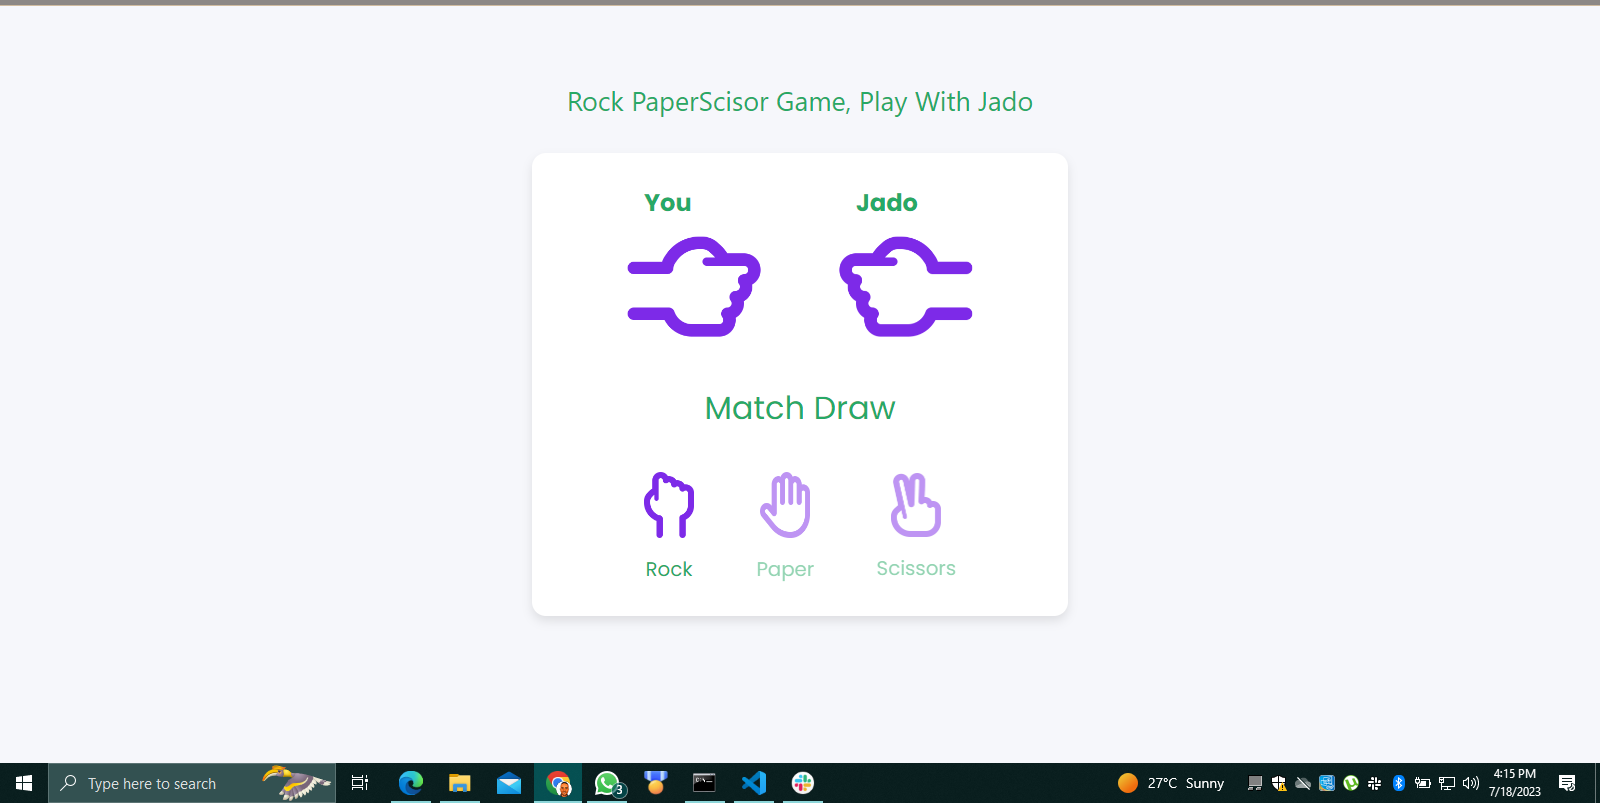 Rock PaperScisor Game, Play With Jado
You Jado
Match Draw
Rock Paper Scissors
Type here to search
3
27°C Sunny
4:15 PM
7/18/2023